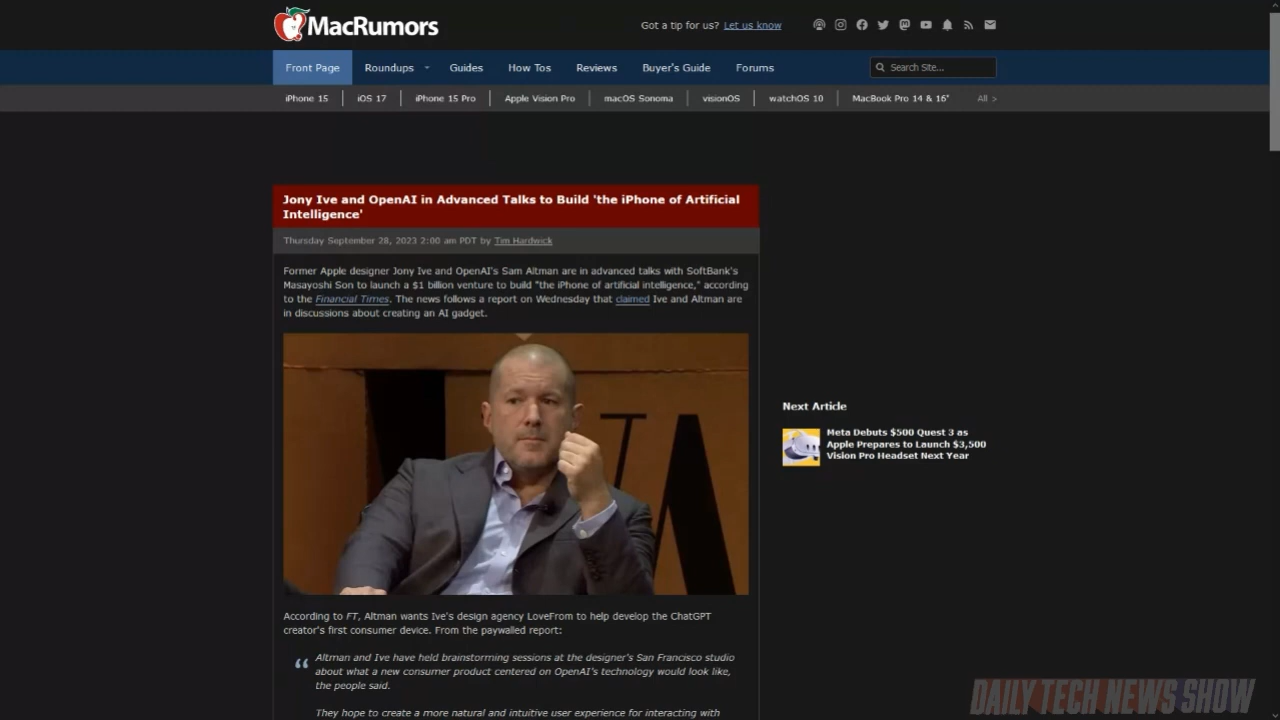 MacRumors
Got a tip for us? Let us know
Front Page Roundups Guides How Tos Reviews Buyer's Guide Forums Search Site...
iPhone 15 iOS 17 iPhone 15 Pro Apple Vision Pro macOS Sonoma visionOS watchOS 10 MacBook Pro 14 & 16" All >
Jony Ive and OpenAI in Advanced Talks to Build 'the iPhone of Artificial
Intelligence'
Thursday September 28, 2023 2:00 am PDT by Tim Hardwick
Former Apple designer Jony Ive and OpenAI's Sam Altman are in advanced talks with SoftBank's
Masayoshi Son to launch a $1 billion venture to build "the iPhone of artificial intelligence," according
to the Financial Times. The news follows a report on Wednesday that claimed Ive and Altman are
in discussions about creating an AI gadget.
VA
Next Article
Meta Debuts $500 Quest 3 as
Apple Prepares to Launch $3,500
Vision Pro Headset Next Year
According to FT, Altman wants Ive's design agency LoveFrom to help develop the ChatGPT
creator's first consumer device. From the paywalled report:
“ Altman and Ive have held brainstorming sessions at the designer's San Francisco studio
about what a new consumer product centered on OpenAI's technology would look like,
the people said.
They hope to create a more natural and intuitive user experience for interacting with
DAILY TECH NEWS SHOW